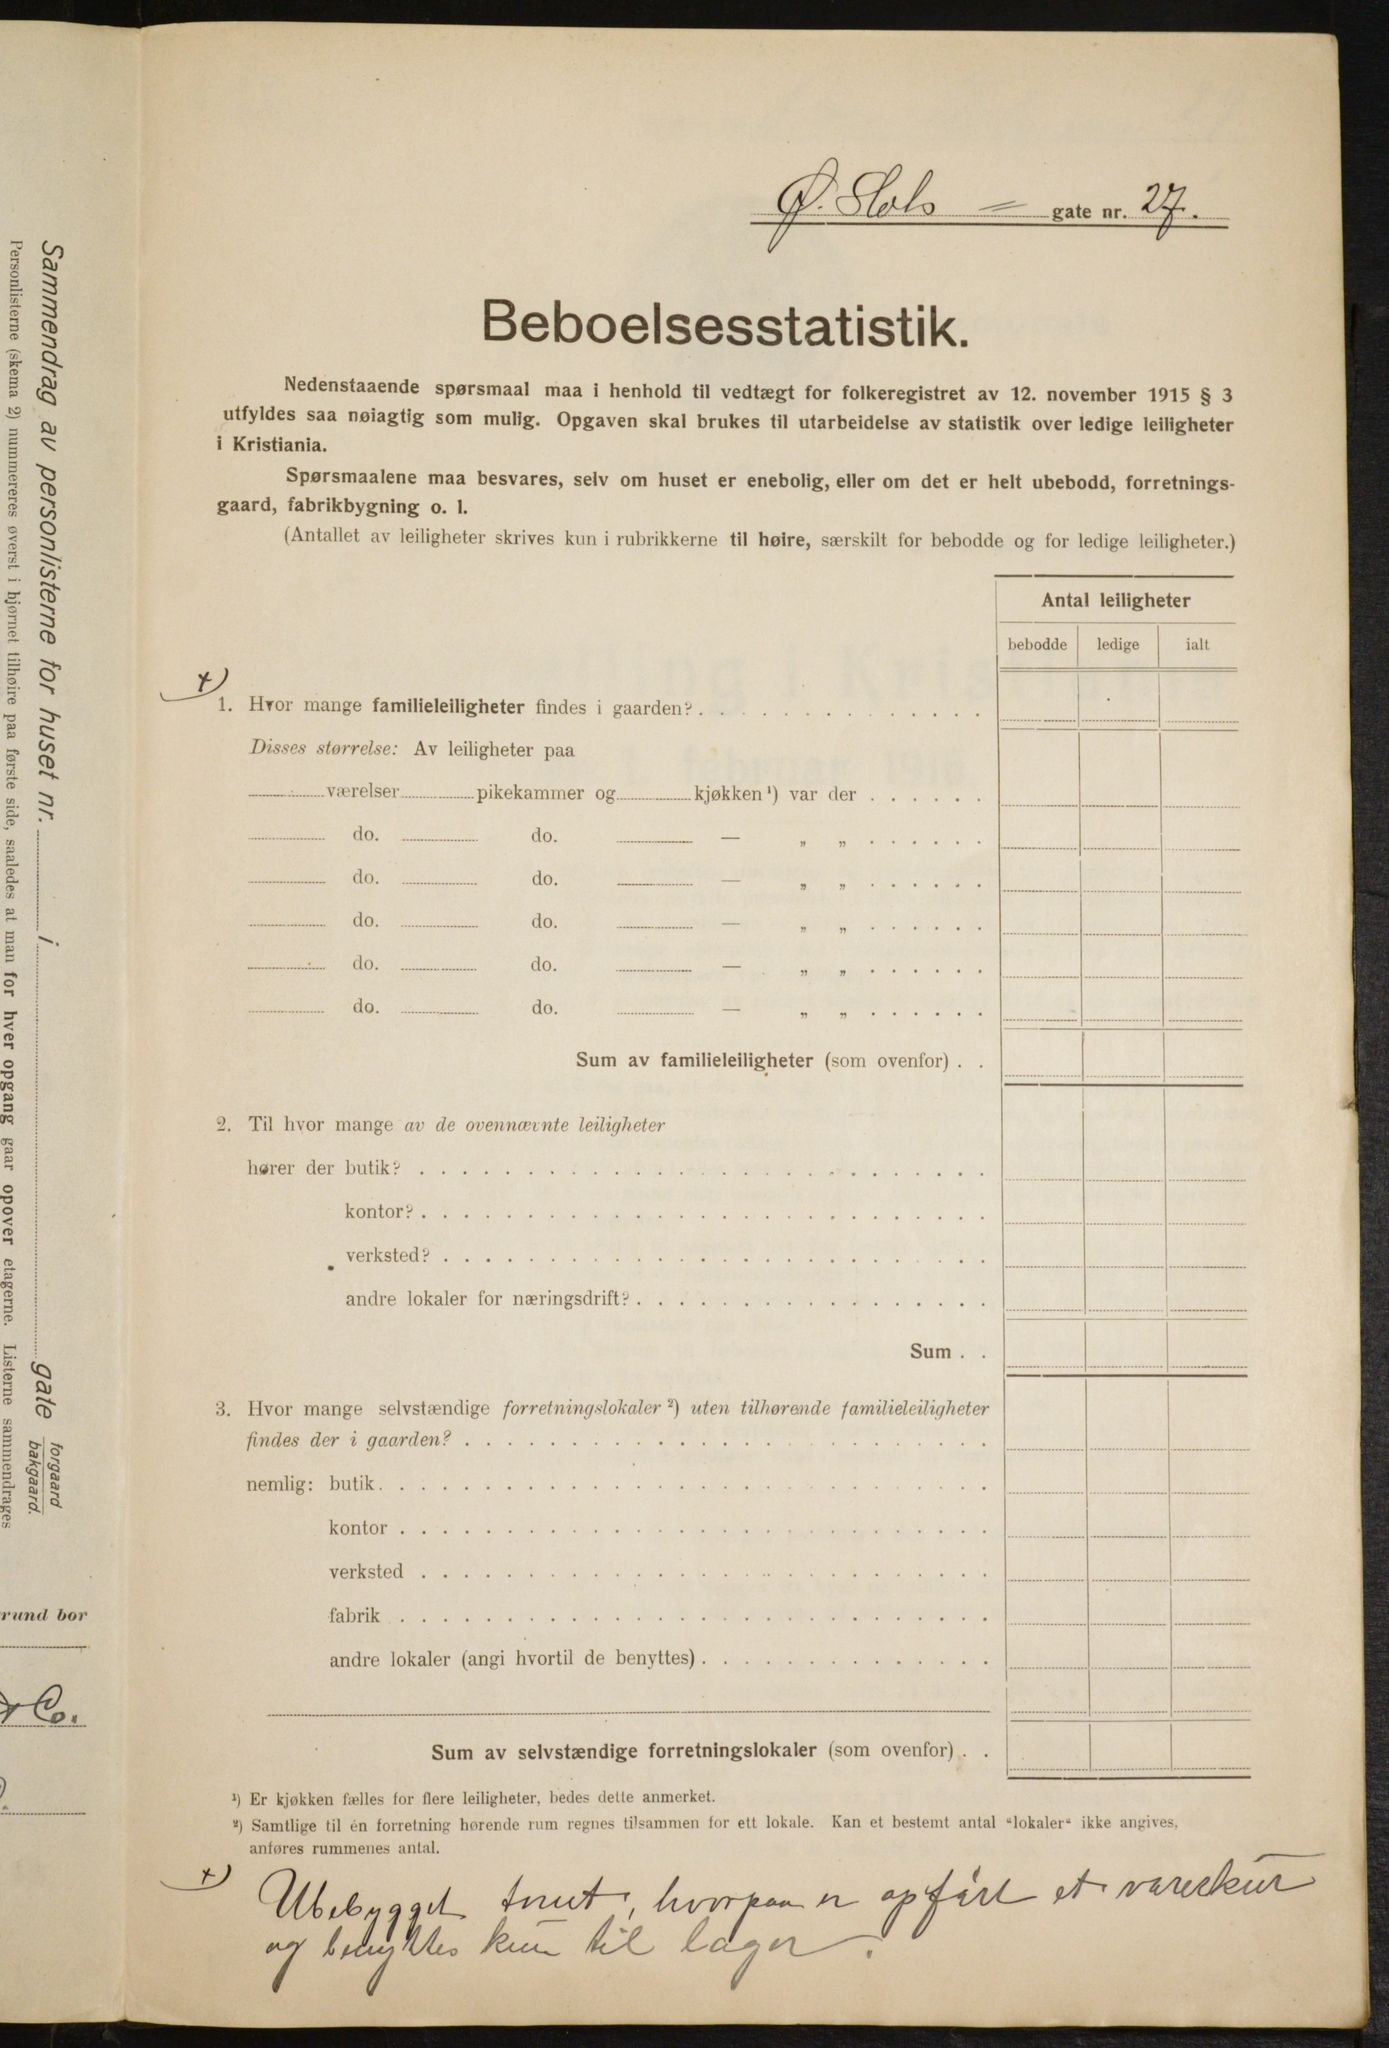 Ø. Slots = gate nr. 27.
Beboelsesstatistik.
Nedenstaaende spørsmaal maa i henhold til vedtægt for folkeregistret av 12. november 1915 § 3
utfyldes saa nøiagtig som mulig. Opgaven skal brukes til utarbeidelse av statistik over ledige leiligheter
i Kristiania.
Spørsmaalene maa besvares, selv om huset er enebolig, eller om det er helt ubebodd, forretnings-
gaard, fabrikbygning o. l.
(Antallet av leiligheter skrives kun i rubrikkerne til høire, særskilt for bebodde og for ledige leiligheter.)
Antal leiligheter
bebodde ledige ialt
+)
1. Hvor mange familieleiligheter findes i gaarden? . . . . . . . . . . . . . .
Disses størrelse: Av leiligheter paa
værelser pikekammer og kjøkken ¹) var der . . . . . .
do. do. — „ „ . . . . . .
do. do. — „ „ . . . . . .
do. do. — „ „ . . . . . .
do. do. — „ „ . . . . . .
do. do. — „ „ . . . . . .
Sum av familieleiligheter (som ovenfor) . .
2. Til hvor mange av de ovennævnte leiligheter
hører der butik? . . . . . . . . . . . . . . . . . . . . .
kontor? . . . . . . . . . . . . . . . . . . . . .
verksted? . . . . . . . . . . . . . . . . . . . .
andre lokaler for næringsdrift? . . . . . . . . . . . . .
Sum . .
3. Hvor mange selvstændige forretningslokaler ²) uten tilhørende familieleiligheter
findes der i gaarden? . . . . . . . . . . . . . . . . . . .
nemlig: butik. . . . . . . . . . . . . . . . . . . . . .
kontor . . . . . . . . . . . . . . . . . . . . .
verksted . . . . . . . . . . . . . . . . . . . .
fabrik . . . . . . . . . . . . . . . . . . . . .
andre lokaler (angi hvortil de benyttes) . . . . . . . . . . .
Sum av selvstændige forretningslokaler (som ovenfor) . .
¹) Er kjøkken fælles for flere leiligheter, bedes dette anmerket.
²) Samtlige til én forretning hørende rum regnes tilsammen for ett lokale. Kan et bestemt antal “lokaler“ ikke angives,
anføres rummenes antal.
+) Ubebygget tomt, hvorpaa er opført et vareskur
og benyttes kun til lager.
Sammendrag av personlisterne for huset nr. i gate forgaard bakgaard.
Personlisterne (skema 2) nummereres øverst i hjørnet tilhøire paa første side, saaledes at man for hver opgang gaar opover etagerne. Listerne sammendrages
rund bor
& Co.